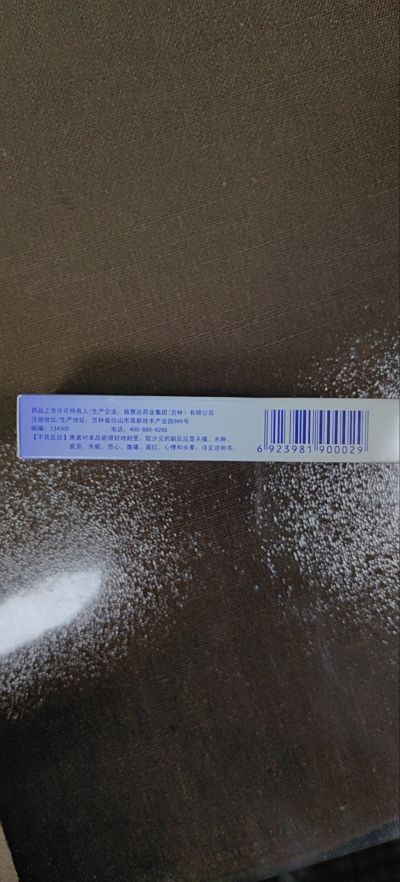 药品上市许可持有人/生产企业：施慧达药业集团(吉林)有限公司
注册地址/生产地址：吉林省白山市高新技术产业园999号
邮编：134300 电话：400-890-8268
【不良反应】患者对本品能很好地耐受。较少见的副反应是头痛、水肿、
疲劳、失眠、恶心、腹痛、面红、心悸和头晕。详见说明书。
6 923981 900029